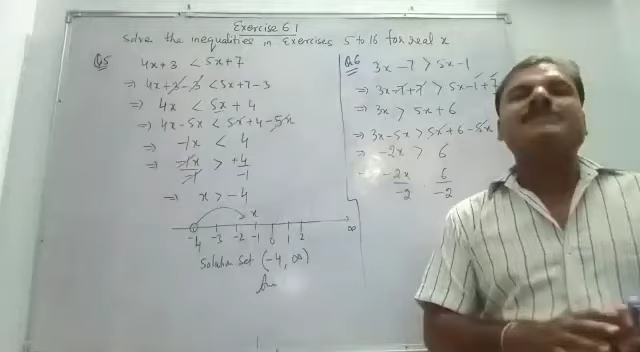 Exercise 6.1
Solve the inequalities in Exercises 5 to 16 for real x
Q5
4x+3 < 5x+7
⇒ 4x+3-3 < 5x+7-3
⇒ 4x < 5x + 4
⇒ 4x-5x < 5x+4-5x
⇒ -1x < 4
⇒ -1x/-1 > +4/-1
⇒ x > -4
x
-4 -3 -2 -1 0 1 2 ∞
Solution set (-4, ∞)
Q6
3x-7 > 5x-1
⇒ 3x-7+7 > 5x-1+7
⇒ 3x > 5x+6
⇒ 3x-5x > 5x+6-5x
⇒ -2x > 6
-2x/-2 6/-2